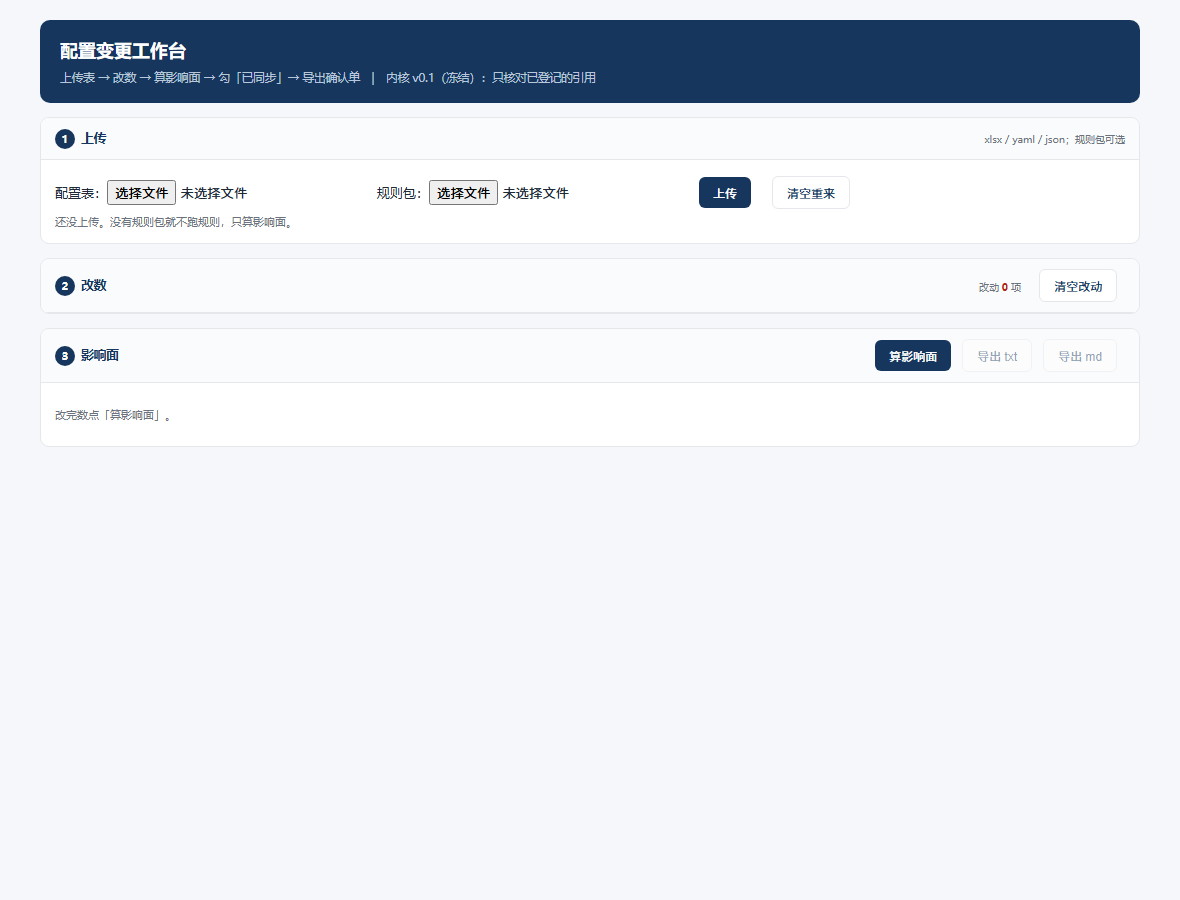 配置变更工作台
上传表 → 改数 → 算影响面 → 勾「已同步」→ 导出确认单 | 内核 v0.1（冻结）：只核对已登记的引用
1 上传 xlsx / yaml / json；规则包可选
配置表： 选择文件 未选择文件 规则包： 选择文件 未选择文件 上传 清空重来
还没上传。没有规则包就不跑规则，只算影响面。
2 改数 改动 0 项 清空改动
3 影响面 算影响面 导出 txt 导出 md
改完数点「算影响面」。